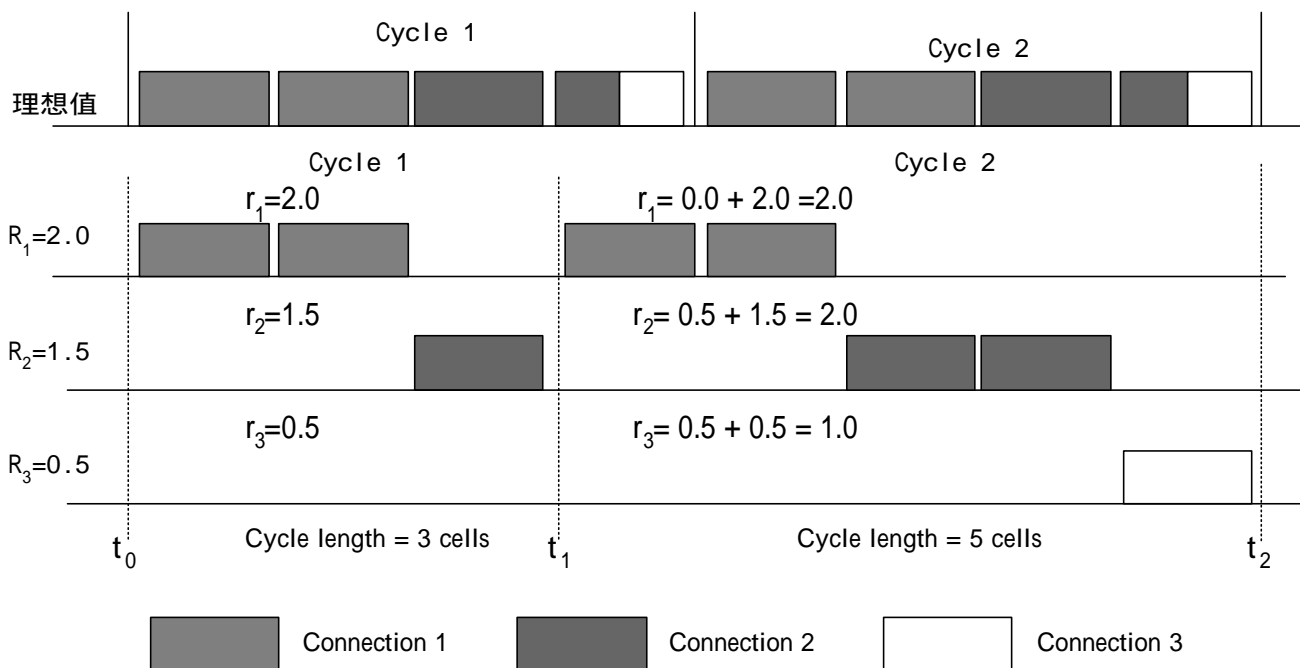 Cycle 1
Cycle 2
理想値
Cycle 1
Cycle 2
r1=2.0
r1= 0.0 + 2.0 =2.0
R1=2.0
r2=1.5
r2= 0.5 + 1.5 = 2.0
R2=1.5
r3=0.5
r3= 0.5 + 0.5 = 1.0
R3=0.5
t0
Cycle length = 3 cells
t1
Cycle length = 5 cells
t2
Connection 1
Connection 2
Connection 3